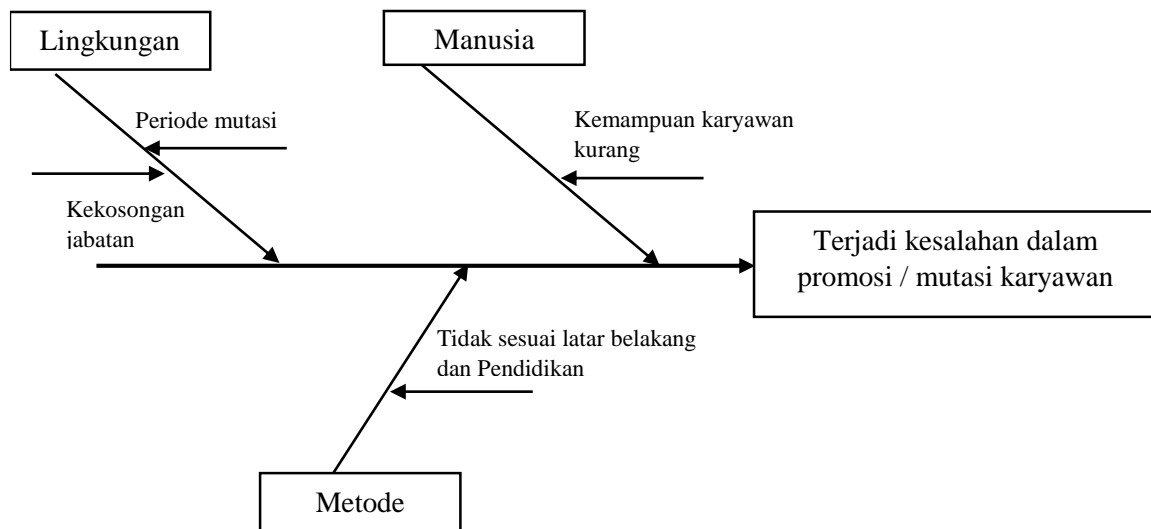 Lingkungan
Manusia
Periode mutasi
Kemampuan karyawan
kurang
Kekosongan
jabatan
Terjadi kesalahan dalam
promosi / mutasi karyawan
Tidak sesuai latar belakang
dan Pendidikan
Metode